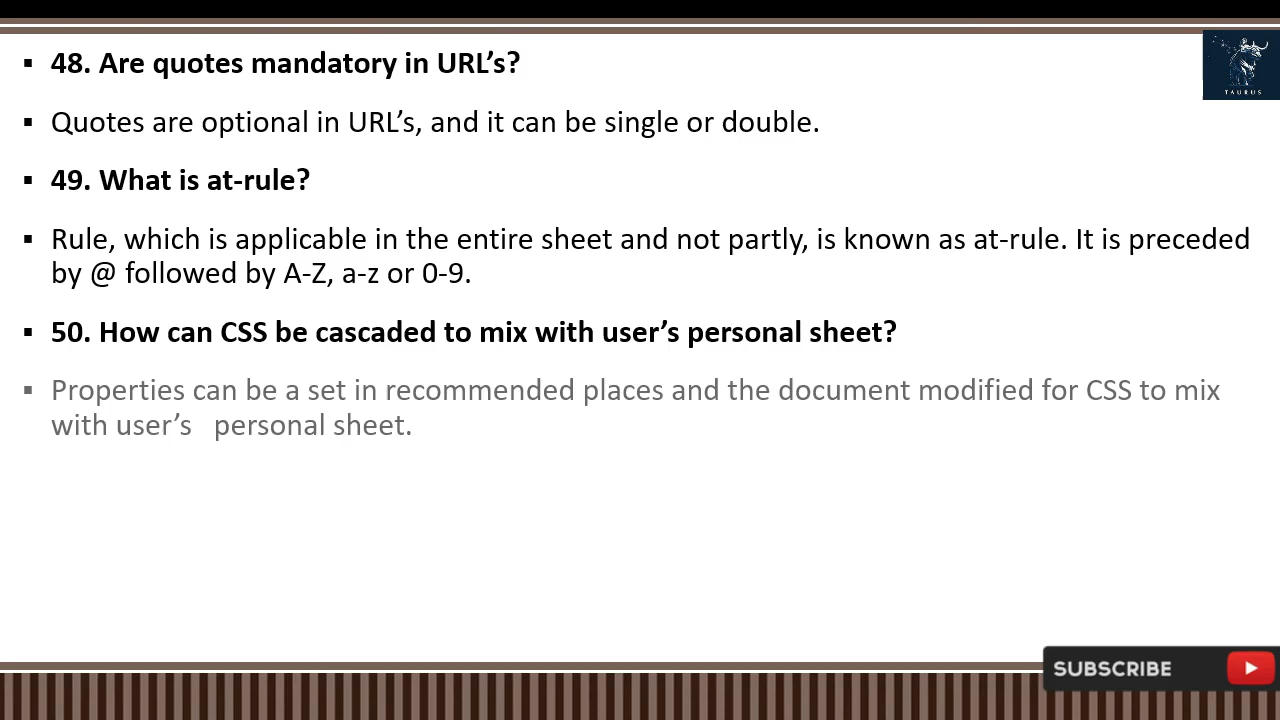 ▪ 48. Are quotes mandatory in URL’s?
TAURUS
▪ Quotes are optional in URL’s, and it can be single or double.
▪ 49. What is at-rule?
▪ Rule, which is applicable in the entire sheet and not partly, is known as at-rule. It is preceded
by @ followed by A-Z, a-z or 0-9.
▪ 50. How can CSS be cascaded to mix with user’s personal sheet?
▪ Properties can be a set in recommended places and the document modified for CSS to mix
with user’s   personal sheet.
SUBSCRIBE